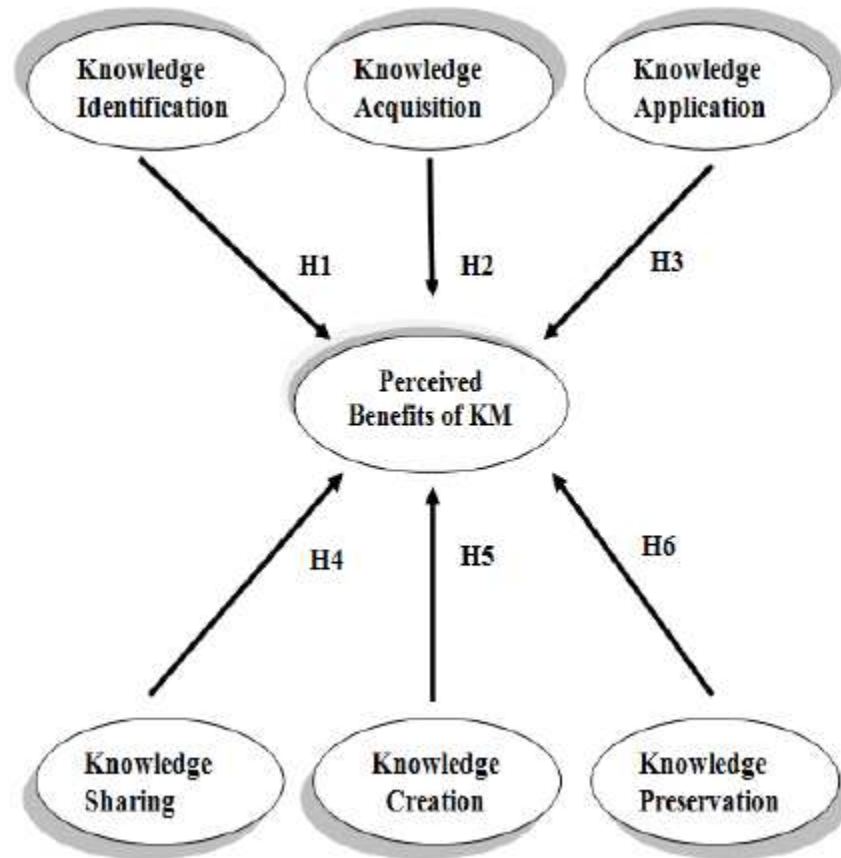 Knowledge
Identification
Knowledge
Acquisition
Knowledge
Application
H1
H2
H3
Perceived
Benefits of KM
H4
H5
H6
Knowledge
Sharing
Knowledge
Creation
Knowledge
Preservation